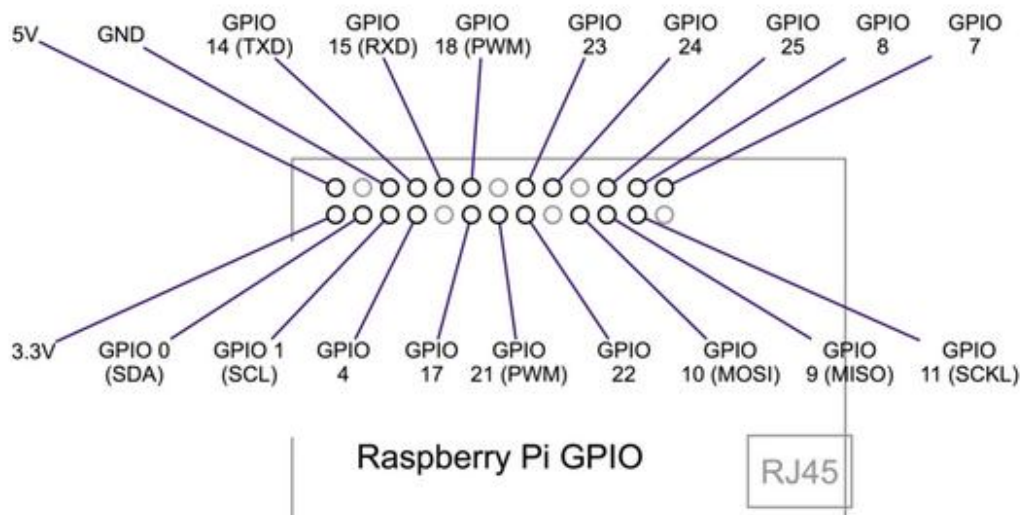 5V
GND
GPIO
14 (TXD)
GPIO
15 (RXD)
GPIO
18 (PWM)
GPIO
23
GPIO
24
GPIO
25
GPIO
8
GPIO
7
3.3V
GPIO 0
(SDA)
GPIO 1
(SCL)
GPIO
4
GPIO
17
GPIO
21 (PWM)
GPIO
22
GPIO
10 (MOSI)
GPIO
9 (MISO)
GPIO
11 (SCKL)
Raspberry Pi GPIO
RJ45